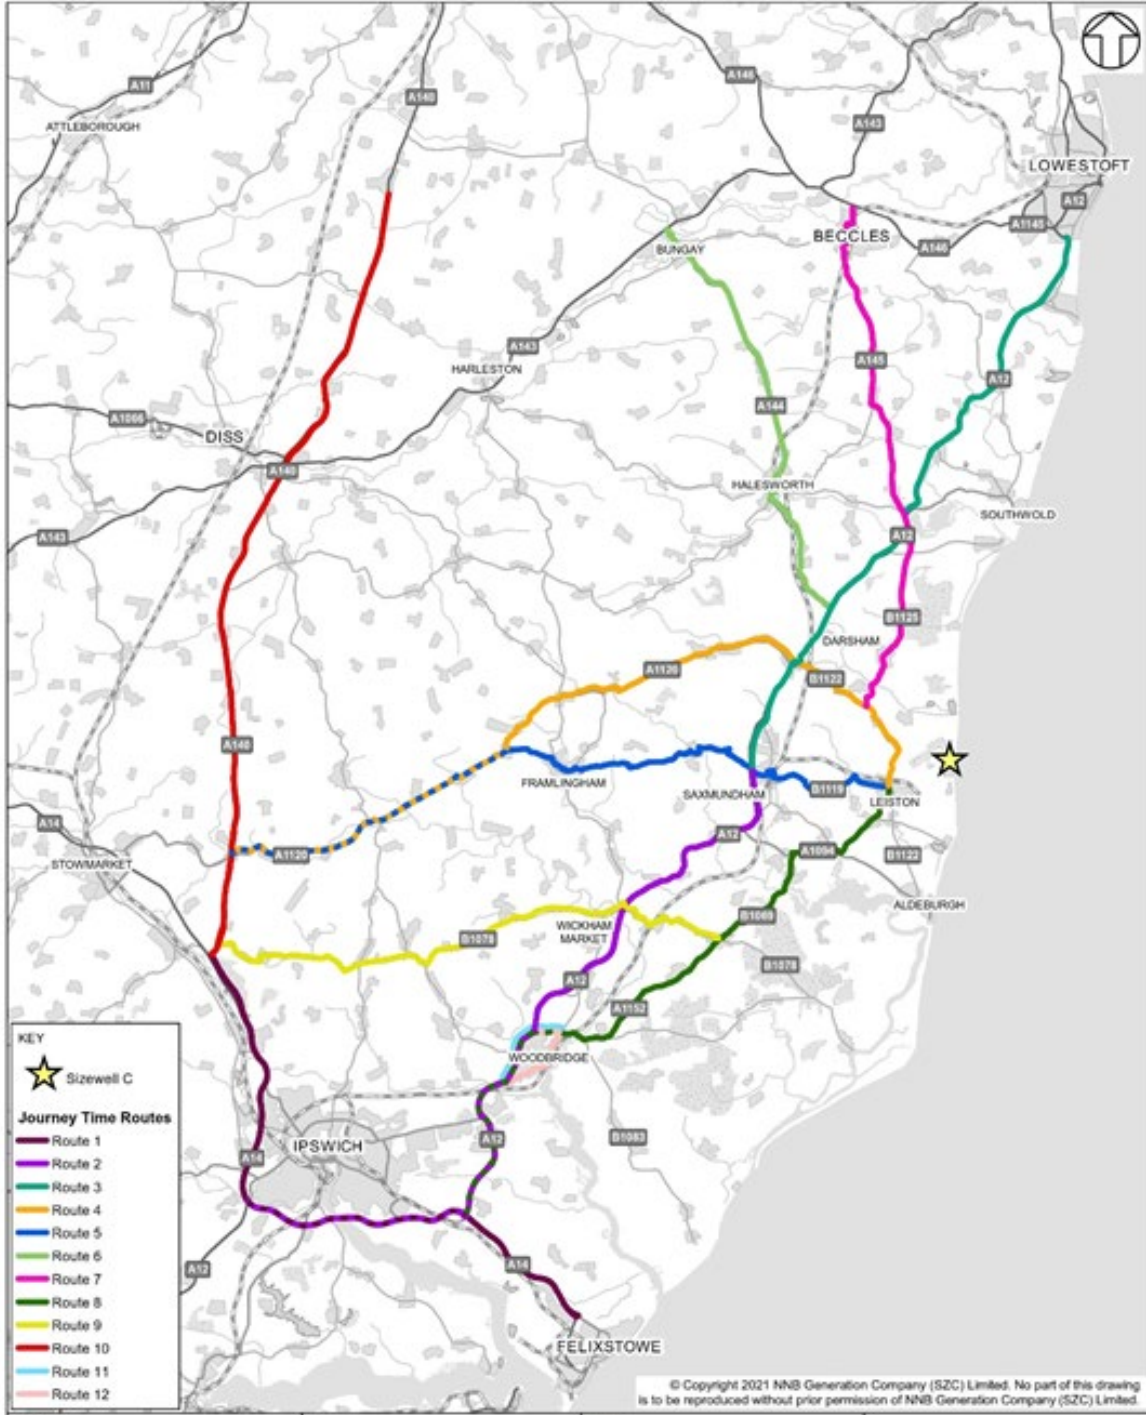 A11
A140
A146
ATTLEBOROUGH
A143
LOWESTOFT
A12
A1145
BUNGAY
BECCLES
A146
A143
A145
HARLESTON
A12
A1066
A144
DISS
A140
HALESWORTH
SOUTHWOLD
A143
A12
B1125
DARSHAM
A1120
B1122
A140
FRAMLINGHAM
SAXMUNDHAM
B1119
LEISTON
A14
A12
STOWMARKET
A1120
A1094
B1122
ALDEBURGH
WICKHAM
MARKET
B1069
B1078
B1078
A12
A1152
WOODBRIDGE
KEY
Sizewell C
Journey Time Routes
Route 1
Route 2
Route 3
Route 4
Route 5
Route 6
Route 7
Route 8
Route 9
Route 10
Route 11
Route 12
IPSWICH
A12
B1083
A14
A12
A14
FELIXSTOWE
© Copyright 2021 NNB Generation Company (SZC) Limited. No part of this drawing
is to be reproduced without prior permission of NNB Generation Company (SZC) Limited.